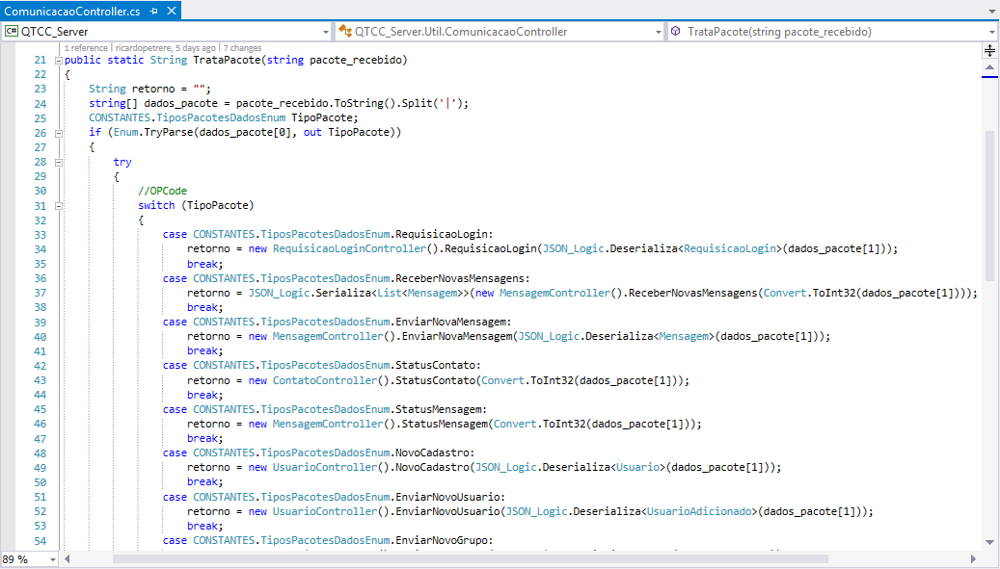 ComunicacaoController.cs
QTCC_Server
QTCC_Server.Util.ComunicacaoController
TrataPacote(string pacote_recebido)
1 reference | ricardopetrere, 5 days ago | 7 changes
21 public static String TrataPacote(string pacote_recebido)
22 {
23 String retorno = "";
24 string[] dados_pacote = pacote_recebido.ToString().Split('|');
25 CONSTANTES.TiposPacotesDadosEnum TipoPacote;
26 if (Enum.TryParse(dados_pacote[0], out TipoPacote))
27 {
28 try
29 {
30 //OPCode
31 switch (TipoPacote)
32 {
33 case CONSTANTES.TiposPacotesDadosEnum.RequisicaoLogin:
34 retorno = new RequisicaoLoginController().RequisicaoLogin(JSON_Logic.Deserializa<RequisicaoLogin>(dados_pacote[1]));
35 break;
36 case CONSTANTES.TiposPacotesDadosEnum.ReceberNovasMensagens:
37 retorno = JSON_Logic.Serializa<List<Mensagem>>(new MensagemController().ReceberNovasMensagens(Convert.ToInt32(dados_pacote[1])));
38 break;
39 case CONSTANTES.TiposPacotesDadosEnum.EnviarNovaMensagem:
40 retorno = new MensagemController().EnviarNovaMensagem(JSON_Logic.Deserializa<Mensagem>(dados_pacote[1]));
41 break;
42 case CONSTANTES.TiposPacotesDadosEnum.StatusContato:
43 retorno = new ContatoController().StatusContato(Convert.ToInt32(dados_pacote[1]));
44 break;
45 case CONSTANTES.TiposPacotesDadosEnum.StatusMensagem:
46 retorno = new MensagemController().StatusMensagem(Convert.ToInt32(dados_pacote[1]));
47 break;
48 case CONSTANTES.TiposPacotesDadosEnum.NovoCadastro:
49 retorno = new UsuarioController().NovoCadastro(JSON_Logic.Deserializa<Usuario>(dados_pacote[1]));
50 break;
51 case CONSTANTES.TiposPacotesDadosEnum.EnviarNovoUsuario:
52 retorno = new UsuarioController().EnviarNovoUsuario(JSON_Logic.Deserializa<UsuarioAdicionado>(dados_pacote[1]));
53 break;
54 case CONSTANTES.TiposPacotesDadosEnum.EnviarNovoGrupo:
89 %